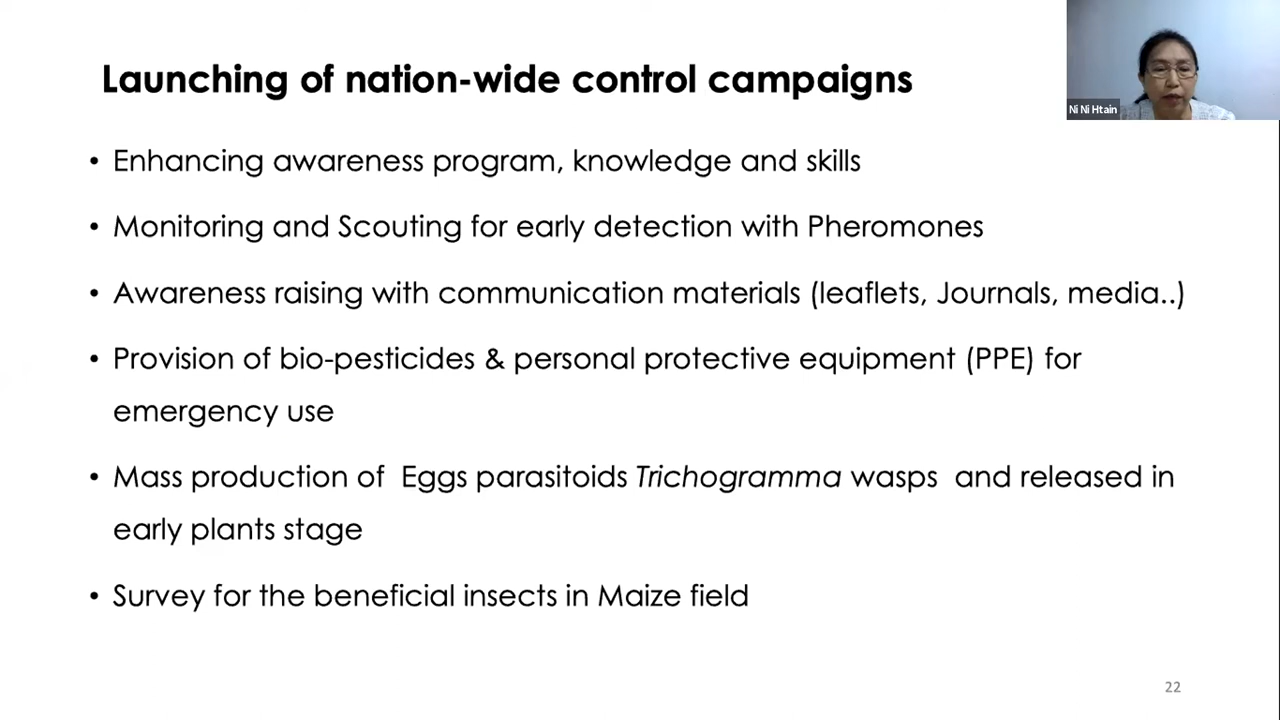 Launching of nation-wide control campaigns
Ni Ni Htain
• Enhancing awareness program, knowledge and skills
• Monitoring and Scouting for early detection with Pheromones
• Awareness raising with communication materials (leaflets, Journals, media..)
• Provision of bio-pesticides & personal protective equipment (PPE) for
emergency use
• Mass production of Eggs parasitoids Trichogramma wasps and released in
early plants stage
• Survey for the beneficial insects in Maize field
22